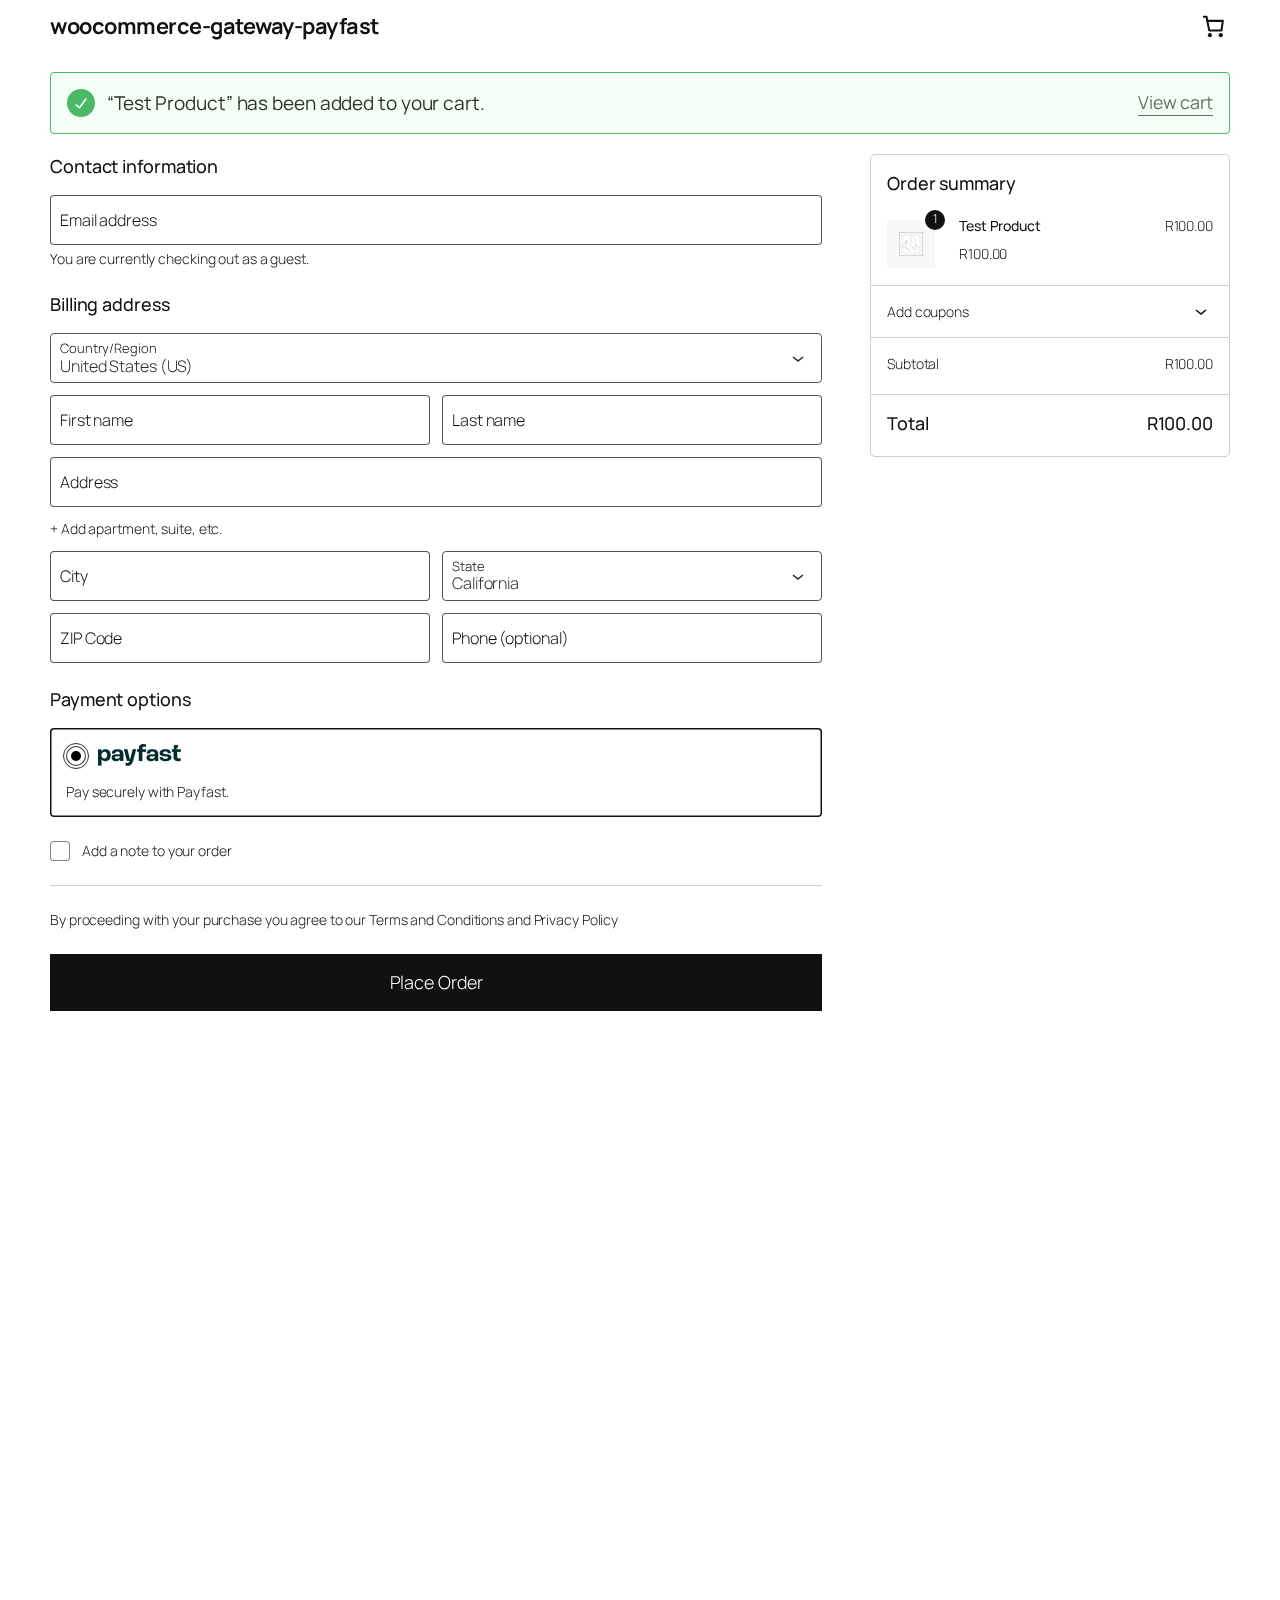 woocommerce-gateway-payfast
“Test Product” has been added to your cart.
View cart
Contact information
Email address
You are currently checking out as a guest.
Billing address
Country/Region
United States (US)
First name
Last name
Address
+ Add apartment, suite, etc.
City
State
California
ZIP Code
Phone (optional)
Payment options
payfast
Pay securely with Payfast.
Add a note to your order
By proceeding with your purchase you agree to our Terms and Conditions and Privacy Policy
Place Order
Order summary
1
Test Product
R100.00
R100.00
Add coupons
Subtotal
R100.00
Total
R100.00